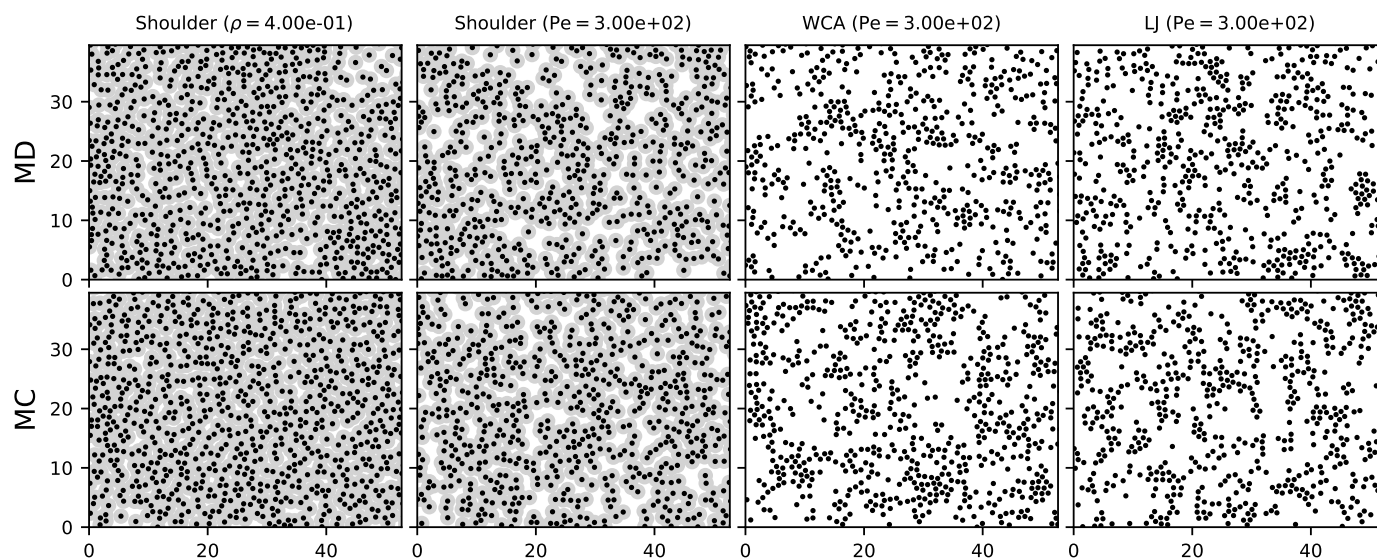 Shoulder (ρ = 4.00e-01)
Shoulder (Pe = 3.00e+02)
WCA (Pe = 3.00e+02)
LJ (Pe = 3.00e+02)
MD
30
20
10
0
MC
30
20
10
0
0 20 40
0 20 40
0 20 40
0 20 40